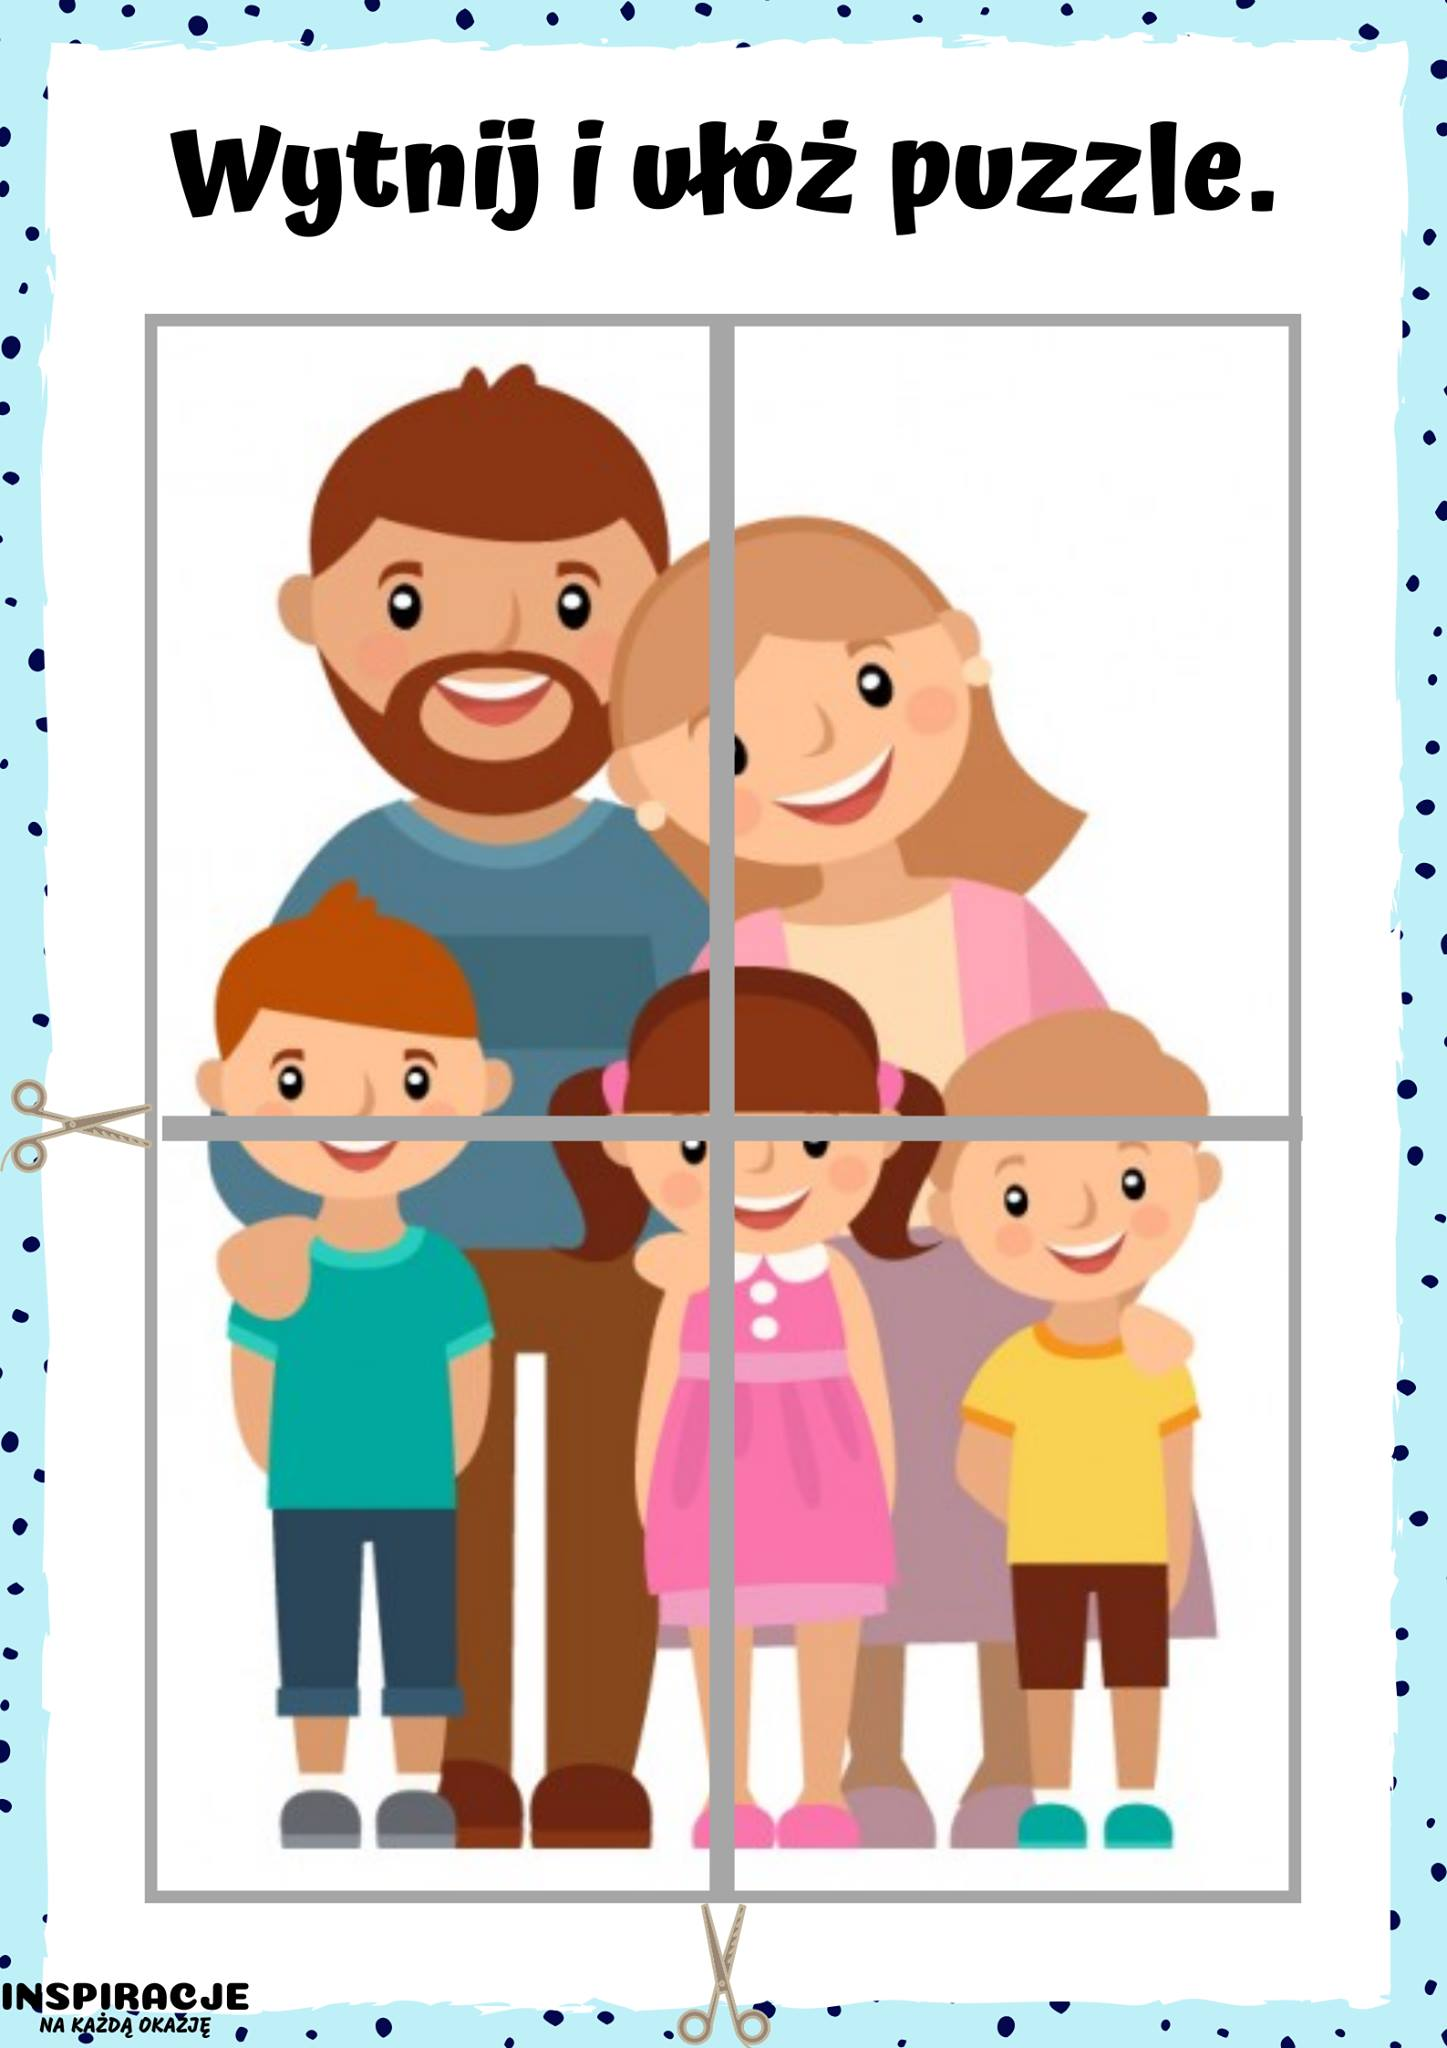 Wytnij i ułóż puzzle.
INSPIRACJE
NA KAŻDĄ OKAZJĘ